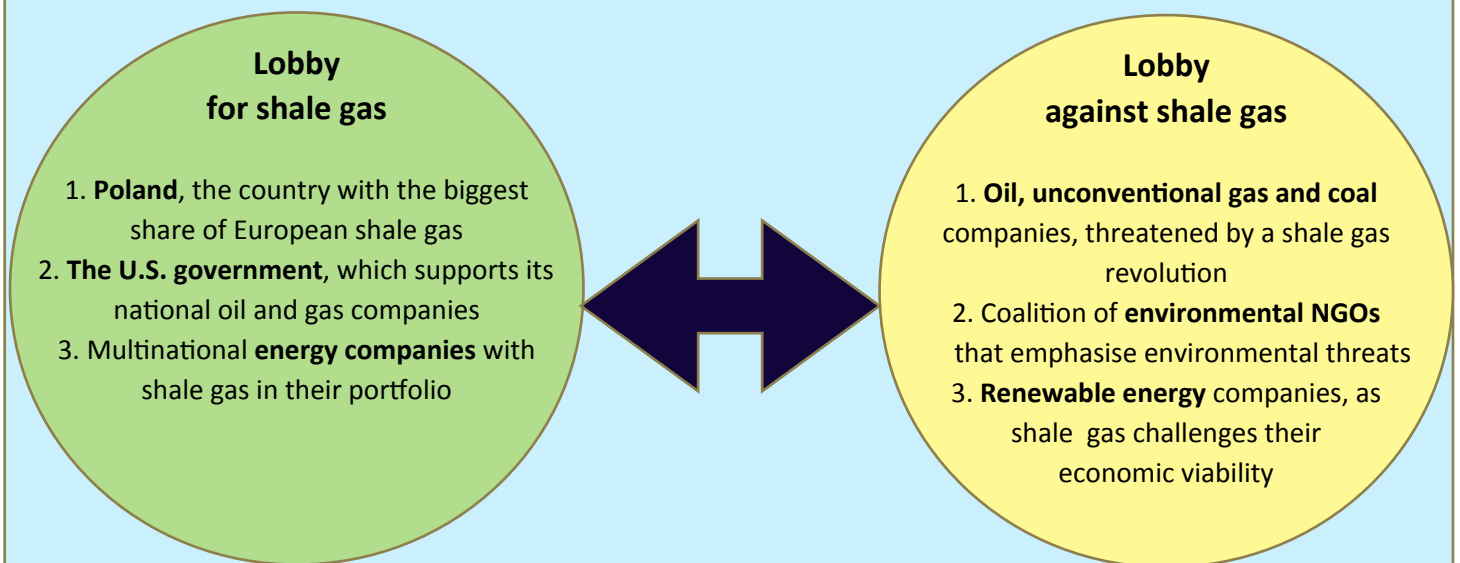 Lobby
for shale gas
1. Poland, the country with the biggest
share of European shale gas
2. The U.S. government, which supports its
national oil and gas companies
3. Multinational energy companies with
shale gas in their portfolio
Lobby
against shale gas
1. Oil, unconventional gas and coal
companies, threatened by a shale gas
revolution
2. Coalition of environmental NGOs
that emphasise environmental threats
3. Renewable energy companies, as
shale gas challenges their
economic viability